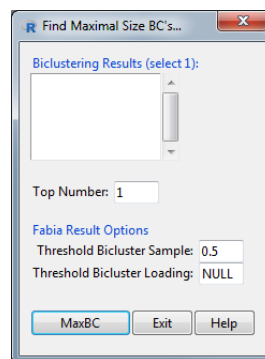 R Find Maximal Size BC's...
Biclustering Results (select 1):
Top Number: 1
Fabia Result Options
Threshold Bicluster Sample: 0.5
Threshold Bicluster Loading: NULL
MaxBC Exit Help